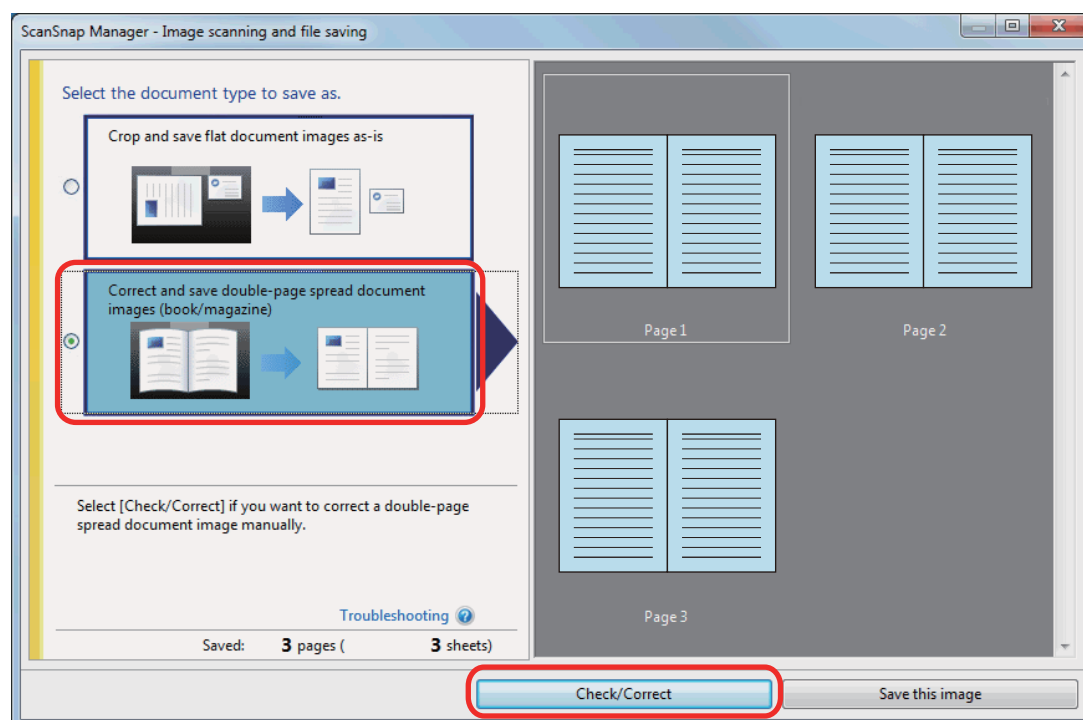 ScanSnap Manager - Image scanning and file saving
Select the document type to save as.
Crop and save flat document images as-is
Correct and save double-page spread document
images (book/magazine)
Select [Check/Correct] if you want to correct a double-page
spread document image manually.
Troubleshooting ?
Saved: 3 pages ( 3 sheets)
Page 1
Page 2
Page 3
Check/Correct
Save this image